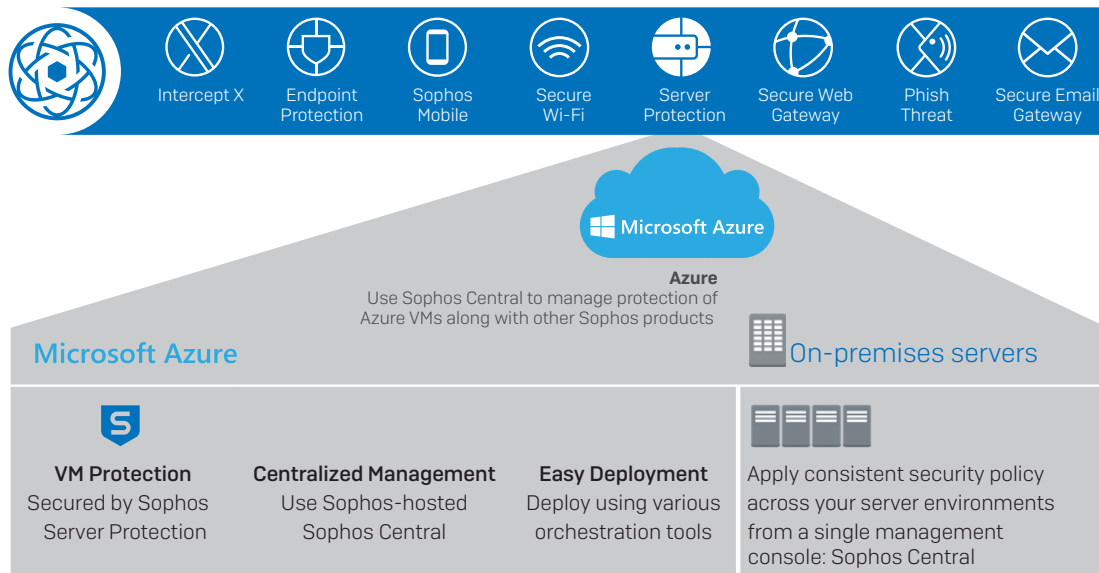 Intercept X
Endpoint
Protection
Sophos
Mobile
Secure
Wi-Fi
Server
Protection
Secure Web
Gateway
Phish
Threat
Secure Email
Gateway
Microsoft Azure
Azure
Use Sophos Central to manage protection of
Azure VMs along with other Sophos products
Microsoft Azure
On-premises servers
S
VM Protection
Secured by Sophos
Server Protection
Centralized Management
Use Sophos-hosted
Sophos Central
Easy Deployment
Deploy using various
orchestration tools
Apply consistent security policy
across your server environments
from a single management
console: Sophos Central